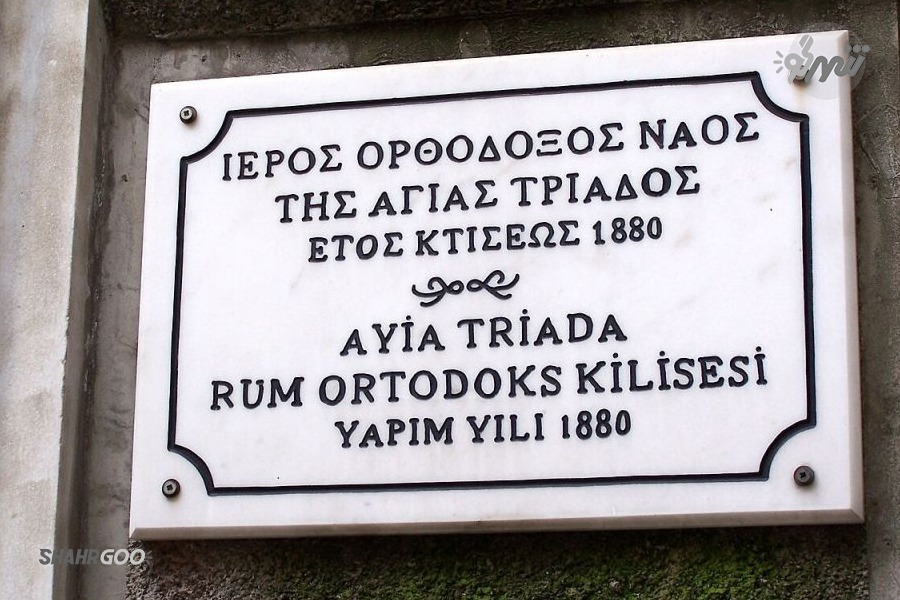 ΙΕΡΟΣ ΟΡΘΟΔΟΞΟΣ ΝΑΟΣ
ΤΗΣ ΑΓΙΑΣ ΤΡΙΑΔΟΣ
ΕΤΟΣ ΚΤΙΣΕΩΣ 1880
AYİA TRİADA
RUM ORTODOKS KİLİSESİ
YAPIM YILI 1880
SHAHRGOO